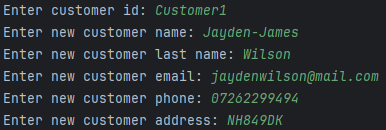 Enter customer id: Customer1
Enter new customer name: Jayden-James
Enter new customer last name: Wilson
Enter new customer email: jaydenwilson@mail.com
Enter new customer phone: 07262299494
Enter new customer address: NH849DK